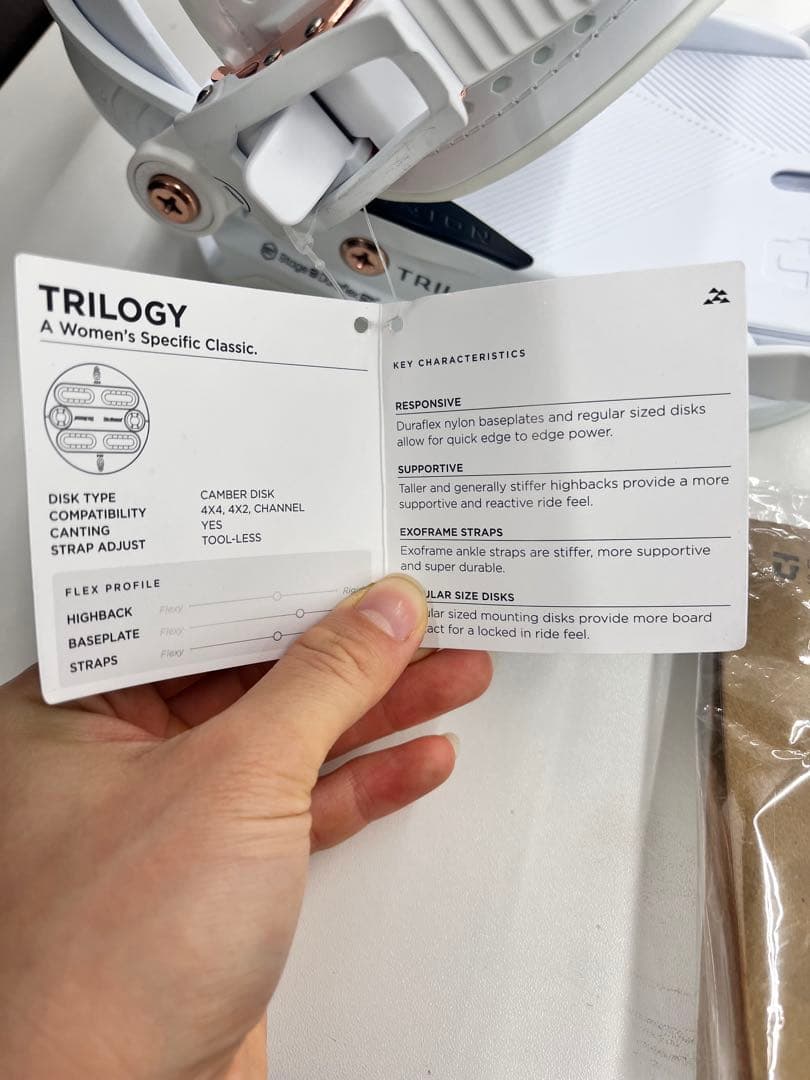 Stage
TRI
TRILOGY
A Women's Specific Classic.
DISK TYPE CAMBER DISK
COMPATIBILITY 4X4, 4X2, CHANNEL
CANTING YES
STRAP ADJUST TOOL-LESS
FLEX PROFILE
HIGHBACK Flexy
BASEPLATE Flexy
STRAPS Flexy
KEY CHARACTERISTICS
RESPONSIVE
Duraflex nylon baseplates and regular sized disks
allow for quick edge to edge power.
SUPPORTIVE
Taller and generally stiffer highbacks provide a more
supportive and reactive ride feel.
EXOFRAME STRAPS
Exoframe ankle straps are stiffer, more supportive
and super durable.
ULAR SIZE DISKS
ular sized mounting disks provide more board
act for a locked in ride feel.